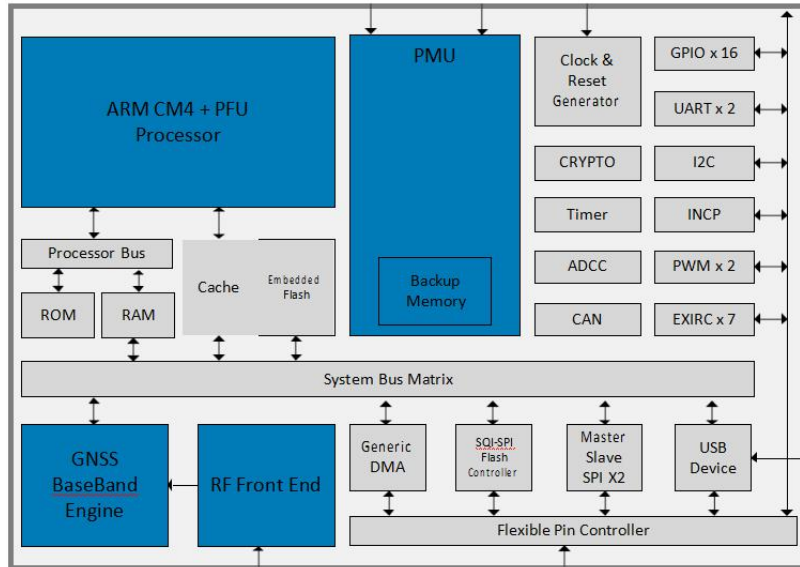 ARM CM4 + PFU
Processor
PMU
Backup
Memory
Clock &
Reset
Generator
GPIO x 16
UART x 2
CRYPTO
I2C
Timer
INCP
ADCC
PWM x 2
CAN
EXIRC x 7
Processor Bus
ROM
RAM
Cache
Embedded
Flash
System Bus Matrix
GNSS
BaseBand
Engine
RF Front End
Generic
DMA
SQI-SPI
Flash
Controller
Master
Slave
SPI X2
USB
Device
Flexible Pin Controller